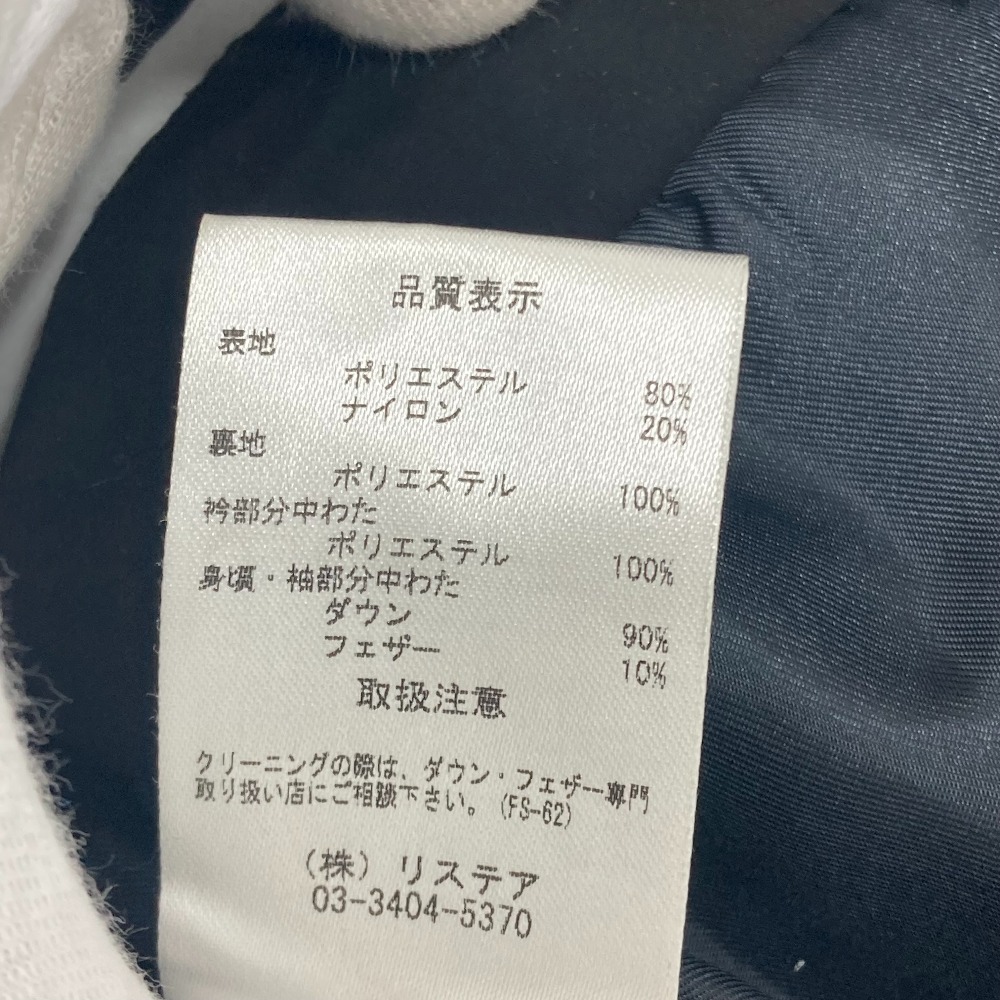 品質表示
表地
ポリエステル 80%
ナイロン 20%
裏地
ポリエステル 100%
衿部分中わた
ポリエステル 100%
身頃・袖部分中わた
ダウン 90%
フェザー 10%
取扱注意
クリーニングの際は、ダウン・フェザー専門
取り扱い店にご相談下さい。(FS-62)
(株) リステア
03-3404-5370